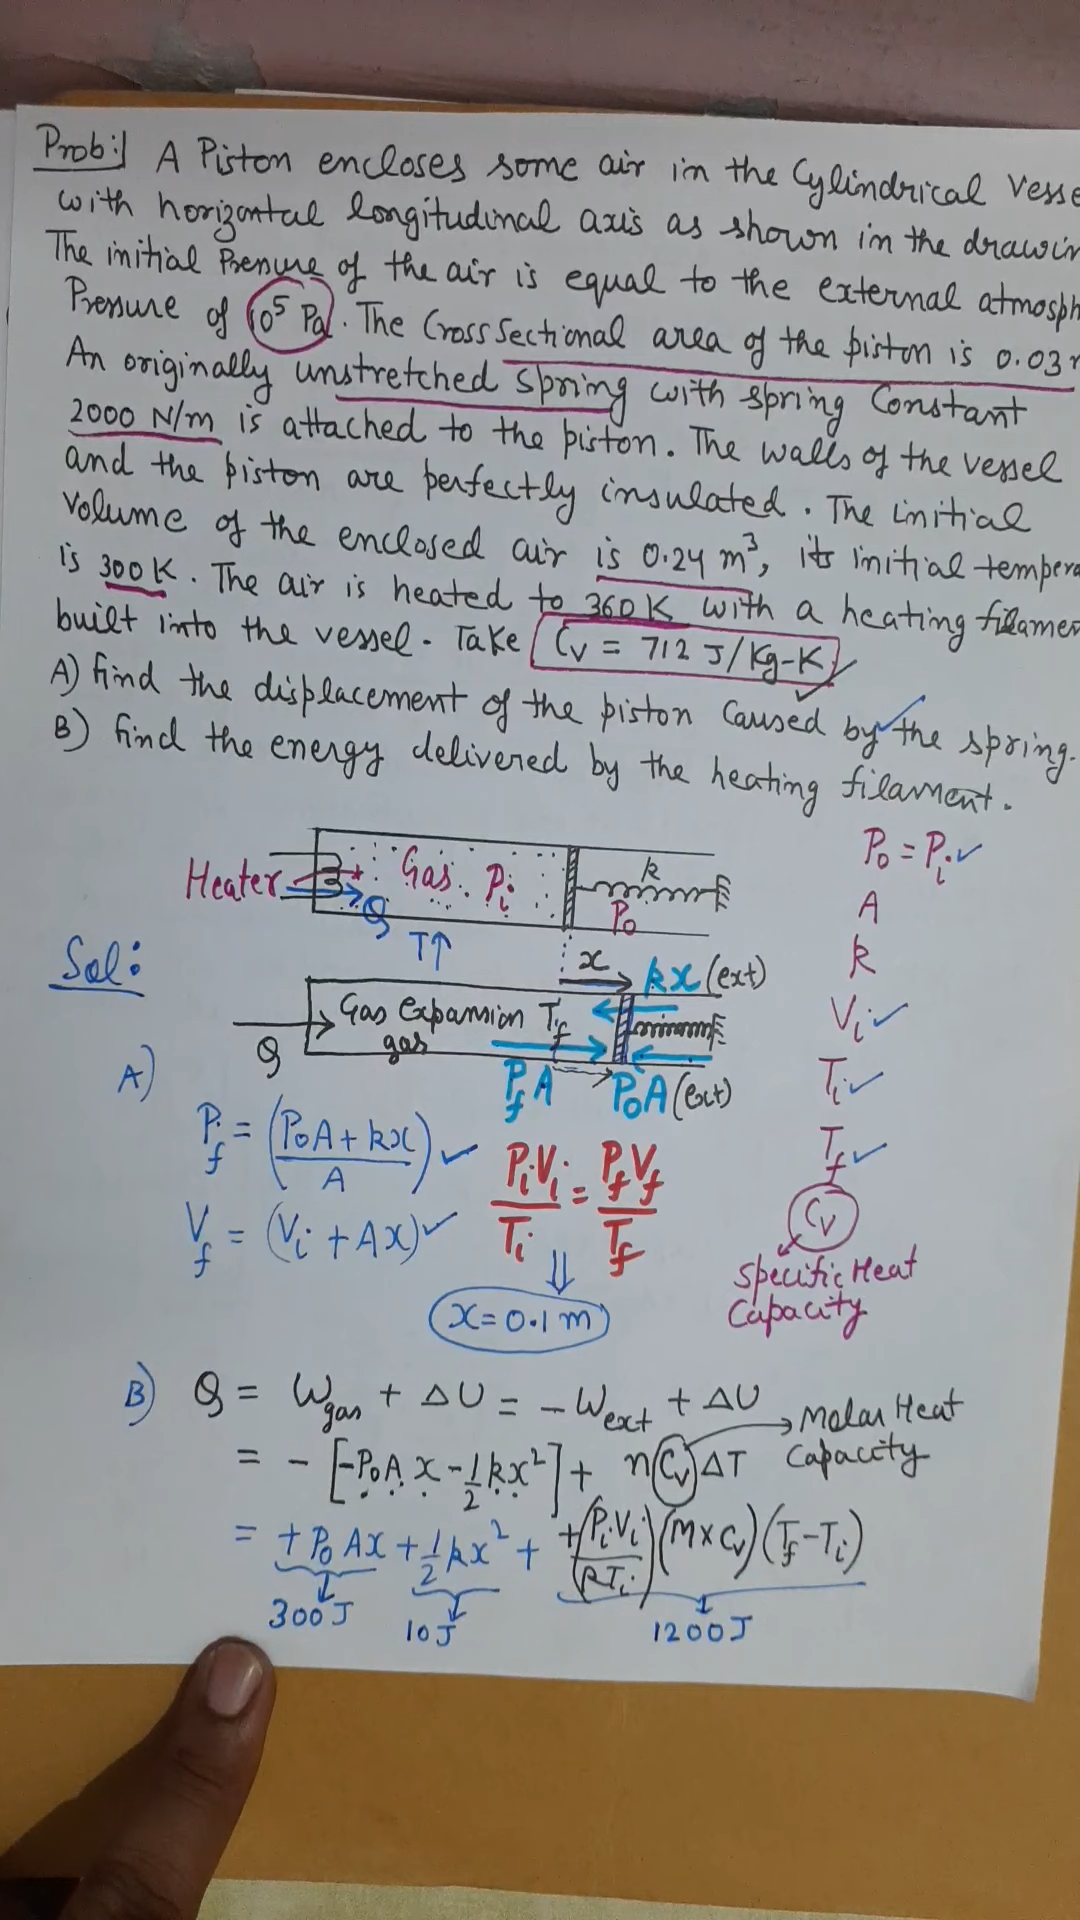 Prob:| A Piston encloses some air in the Cylindrical Vesse
with horizontal longitudinal axis as shown in the drawin
The initial Pressure of the air is equal to the external atmosph
Pressure of 10⁵ Pa. The Cross Sectional area of the piston is 0.03
An originally unstretched spring with spring Constant
2000 N/m is attached to the piston. The walls of the vessel
and the piston are perfectly insulated. The initial
Volume of the enclosed air is 0.24 m³, its initial tempera
is 300 K. The air is heated to 360 K with a heating filamen
built into the vessel. Take Cv = 712 J/Kg-K
A) find the displacement of the piston Caused by the spring.
B) find the energy delivered by the heating filament.
Heater Gas Pi k P₀
Q
T↑
P₀ = Pi ✓
A
k
Vi ✓
Ti ✓
Tf ✓
Cv
Specific Heat
Capacity
Sol:
x kx (ext)
Gas Expansion Tf
gas
Q
PfA P₀A (ext)
A)
Pf = (P₀A + kx / A) ✓
Vf = (Vi + Ax) ✓
PiVi / Ti = PfVf / Tf
⇓
x = 0.1 m
B) Q = Wgas + ΔU = - Wext + ΔU
= - [-P₀A x - ½kx²] + n Cv ΔT
→ Molar Heat
Capacity
= + P₀ Ax + ½ kx² + + (PiVi / RTi) (M × Cv) (Tf - Ti)
300 J 10 J 1200 J